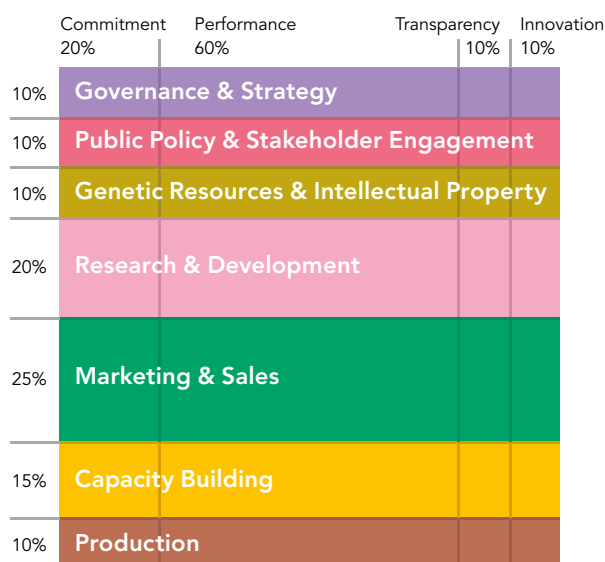 Commitment Performance Transparency Innovation
20% 60% 10% 10%
10% Governance & Strategy
10% Public Policy & Stakeholder Engagement
10% Genetic Resources & Intellectual Property
20% Research & Development
25% Marketing & Sales
15% Capacity Building
10% Production